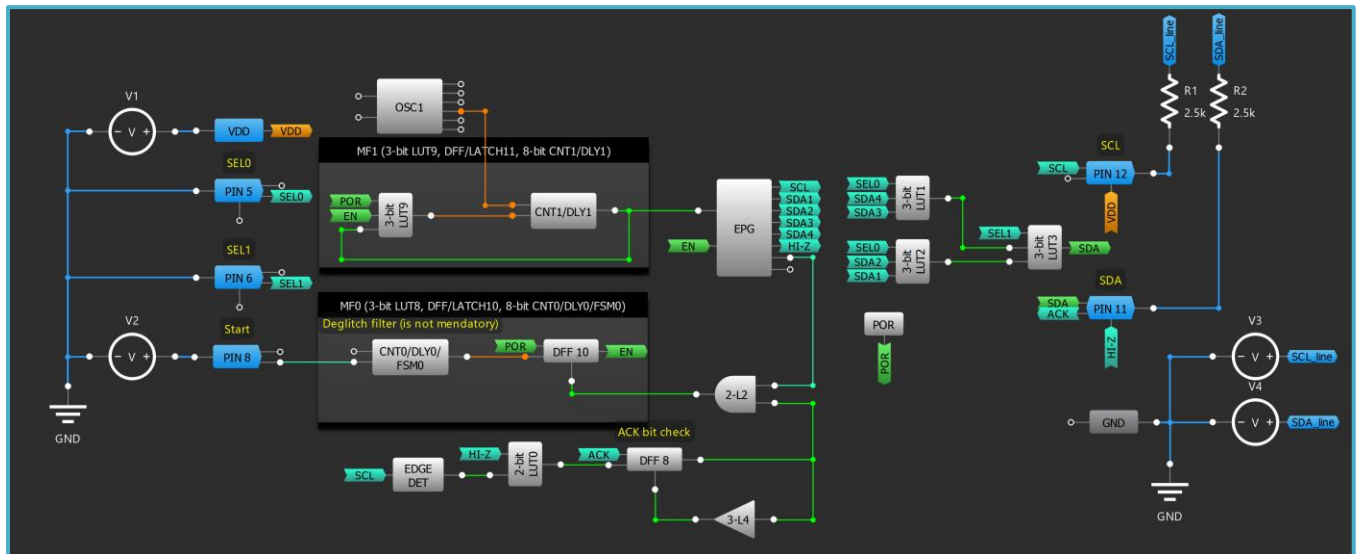 V1
VDD
VDD
SEL0
PIN 5
SEL0
SEL1
PIN 6
SEL1
V2
Start
PIN 8
GND
OSC1
MF1 (3-bit LUT9, DFF/LATCH11, 8-bit CNT1/DLY1)
POR
EN
3-bit
LUT9
CNT1/DLY1
MF0 (3-bit LUT8, DFF/LATCH10, 8-bit CNT0/DLY0/FSM0)
Deglitch filter (is not mendatory)
CNT0/DLY0/
FSM0
POR
DFF 10
EN
EPG
EN
SCL
SDA1
SDA2
SDA3
SDA4
HI-Z
2-L2
ACK bit check
SCL
EDGE
DET
HI-Z
2-bit
LUT0
ACK
DFF 8
3-L4
SEL0
SDA4
SDA3
3-bit
LUT1
SEL0
SDA2
SDA1
3-bit
LUT2
SEL1
3-bit
LUT3
SDA
POR
POR
SCL_line
SDA_line
R1
2.5k
R2
2.5k
SCL
SCL
PIN 12
VDD
SDA
SDA
ACK
PIN 11
HI-Z
V3
SCL_line
V4
SDA_line
GND
GND